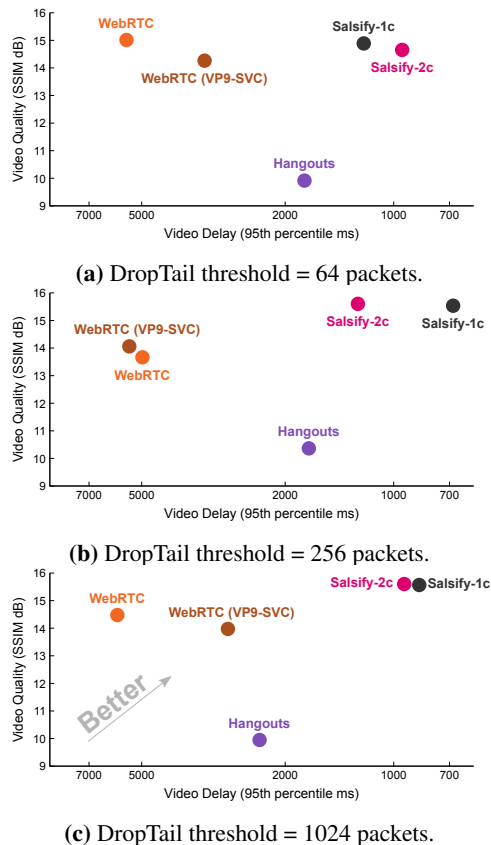 Video Quality (SSIM dB)
16
15
14
13
12
11
10
9
WebRTC
WebRTC (VP9-SVC)
Salsify-1c
Salsify-2c
Hangouts
7000 5000 2000 1000 700
Video Delay (95th percentile ms)
(a) DropTail threshold = 64 packets.
Video Quality (SSIM dB)
16
15
14
13
12
11
10
9
Salsify-2c
Salsify-1c
WebRTC (VP9-SVC)
WebRTC
Hangouts
7000 5000 2000 1000 700
Video Delay (95th percentile ms)
(b) DropTail threshold = 256 packets.
Video Quality (SSIM dB)
16
15
14
13
12
11
10
9
Salsify-2c
Salsify-1c
WebRTC
WebRTC (VP9-SVC)
Better
Hangouts
7000 5000 2000 1000 700
Video Delay (95th percentile ms)
(c) DropTail threshold = 1024 packets.